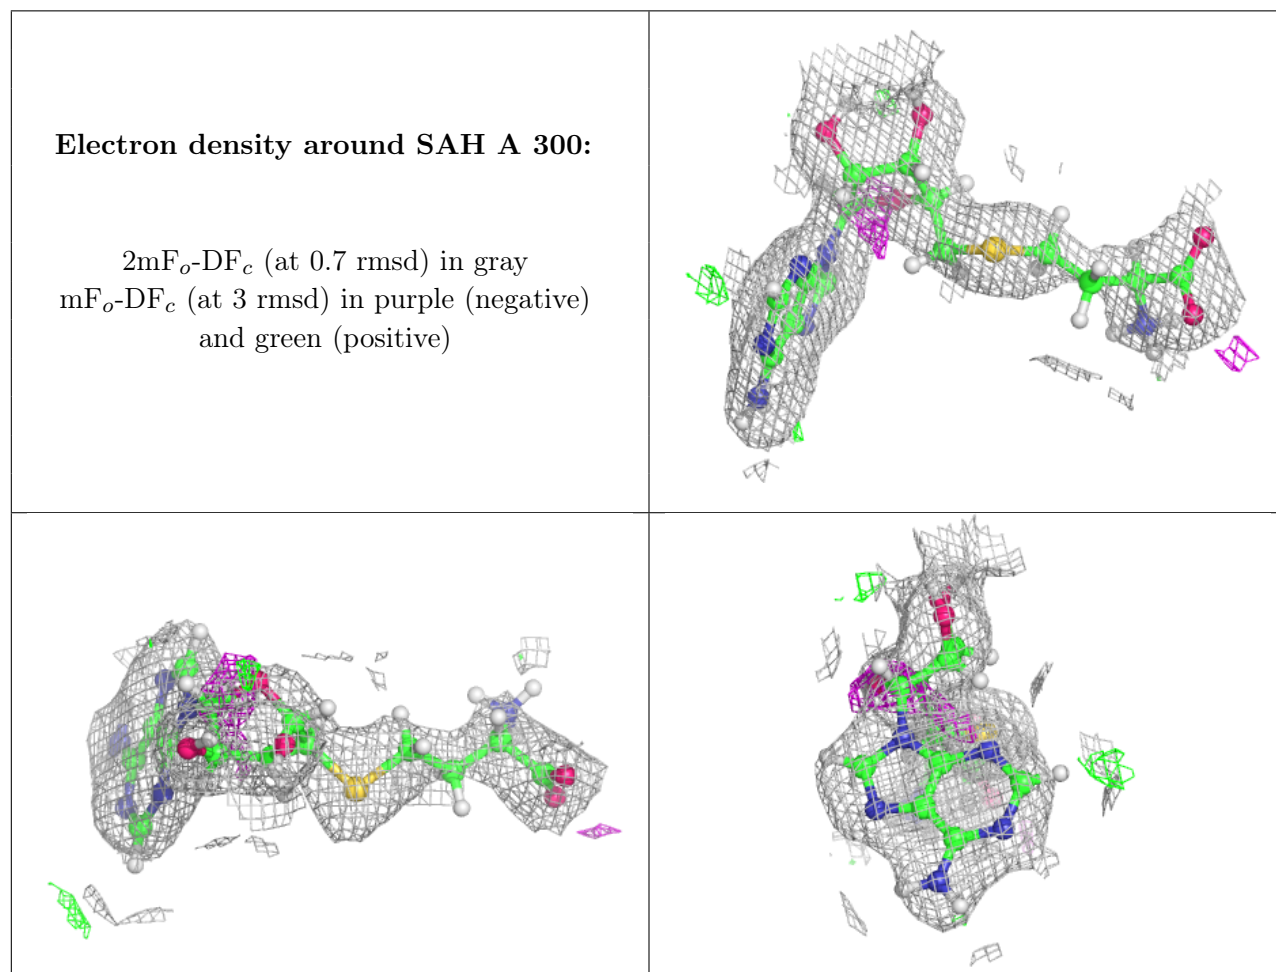 Electron density around SAH A 300:
2mFo-DFc (at 0.7 rmsd) in gray
mFo-DFc (at 3 rmsd) in purple (negative)
and green (positive)